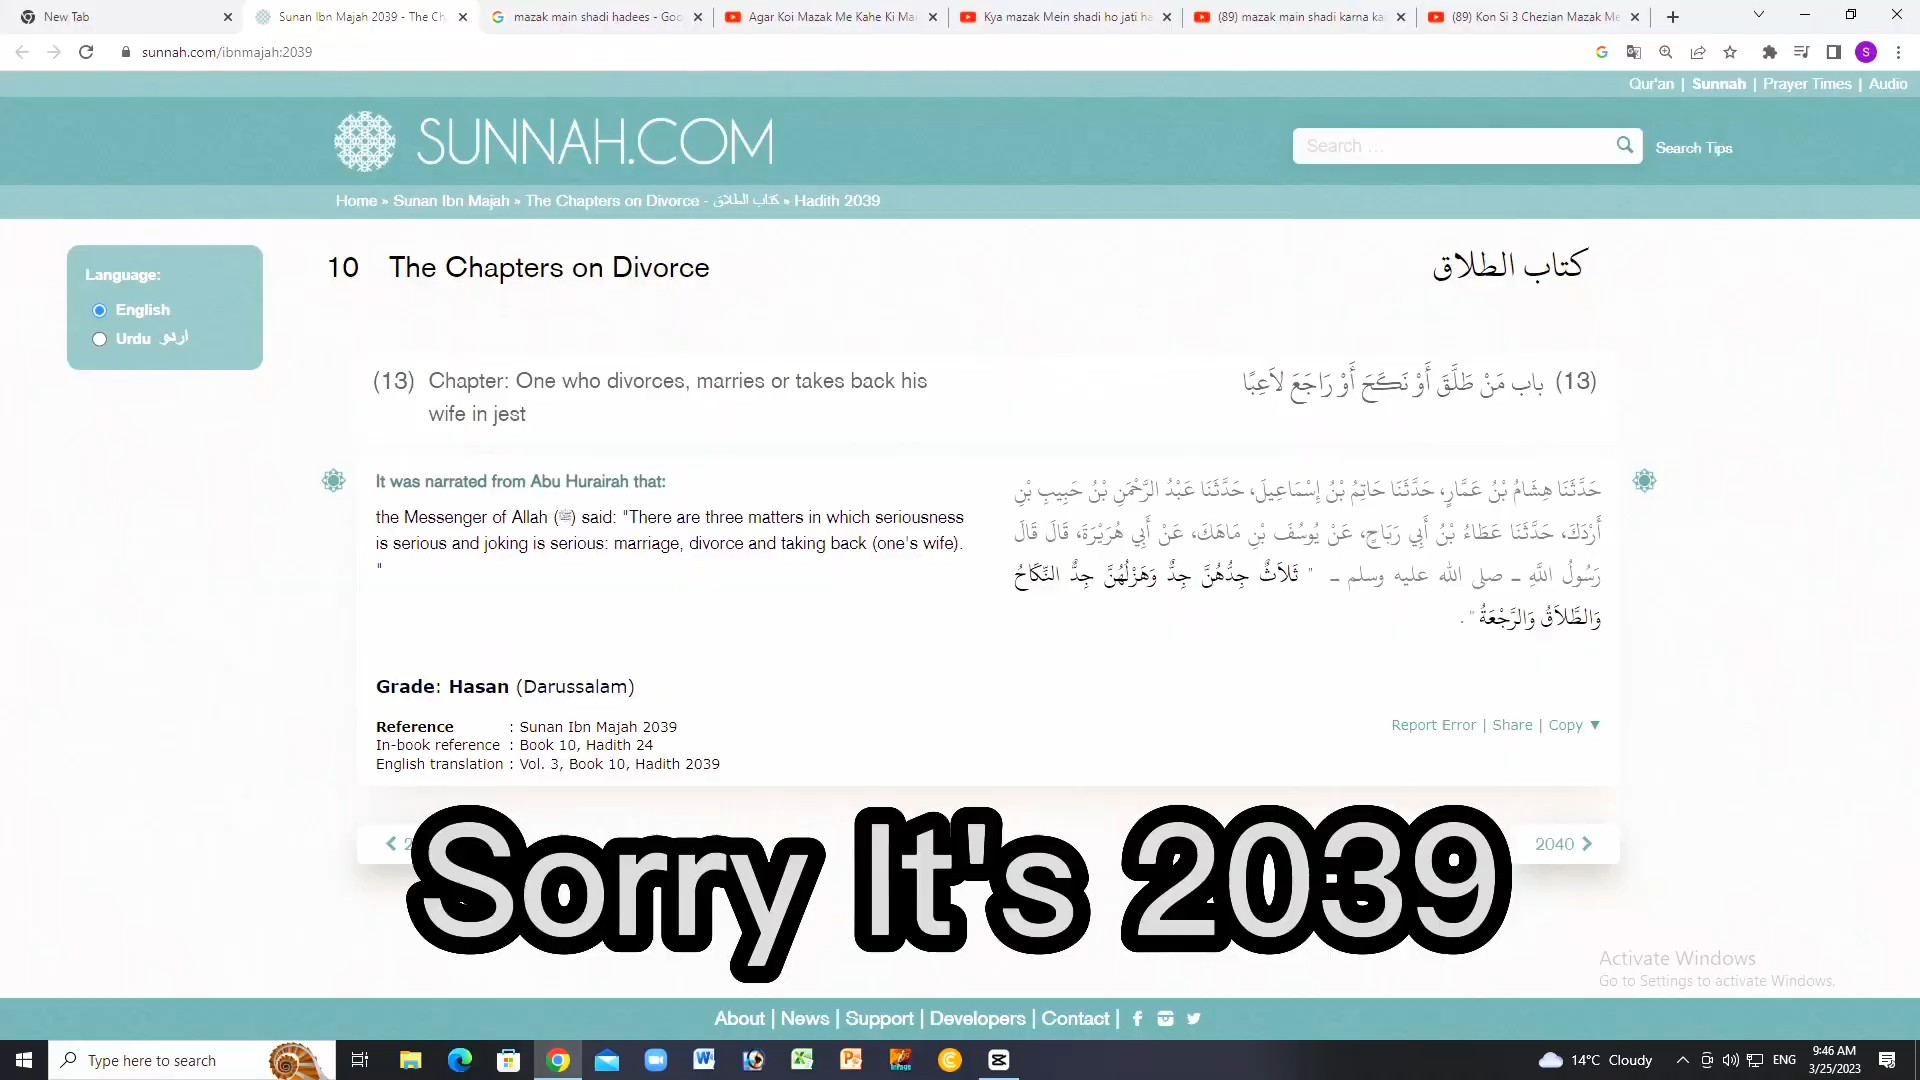 New Tab
Sunan Ibn Majah 2039 - The Ch
mazak main shadi hadees - Goo
Agar Koi Mazak Me Kahe Ki Mai
Kya mazak Mein shadi ho jati ha
(89) mazak main shadi karna ka
(89) Kon Si 3 Chezian Mazak Me
sunnah.com/ibnmajah:2039
S
Qur'an | Sunnah | Prayer Times | Audio
SUNNAH.COM
Search …
Search Tips
Home » Sunan Ibn Majah » The Chapters on Divorce - كتاب الطلاق » Hadith 2039
Language:
English
Urdu اردو
10 The Chapters on Divorce
كتاب الطلاق
(13) Chapter: One who divorces, marries or takes back his
wife in jest
(13) باب مَنْ طَلَّقَ أَوْ نَكَحَ أَوْ رَاجَعَ لاَعِبًا
It was narrated from Abu Hurairah that:
the Messenger of Allah (ﷺ) said: "There are three matters in which seriousness
is serious and joking is serious: marriage, divorce and taking back (one's wife).
"
حَدَّثَنَا هِشَامُ بْنُ عَمَّارٍ، حَدَّثَنَا حَاتِمُ بْنُ إِسْمَاعِيلَ، حَدَّثَنَا عَبْدُ الرَّحْمَنِ بْنُ حَبِيبِ بْنِ
أَرْدَكَ، حَدَّثَنَا عَطَاءُ بْنُ أَبِي رَبَاحٍ، عَنْ يُوسُفَ بْنِ مَاهَكَ، عَنْ أَبِي هُرَيْرَةَ، قَالَ قَالَ
رَسُولُ اللَّهِ ـ صلى الله عليه وسلم ـ " ثَلاَثٌ جِدُّهُنَّ جِدٌّ وَهَزْلُهُنَّ جِدٌّ النِّكَاحُ
وَالطَّلاَقُ وَالرَّجْعَةُ " .
Grade: Hasan (Darussalam)
Reference : Sunan Ibn Majah 2039
In-book reference : Book 10, Hadith 24
English translation : Vol. 3, Book 10, Hadith 2039
Report Error | Share | Copy ▼
2040
Sorry It's 2039
Activate Windows
Go to Settings to activate Windows.
About | News | Support | Developers | Contact |
Type here to search
14°C Cloudy
ENG
9:46 AM
3/25/2023